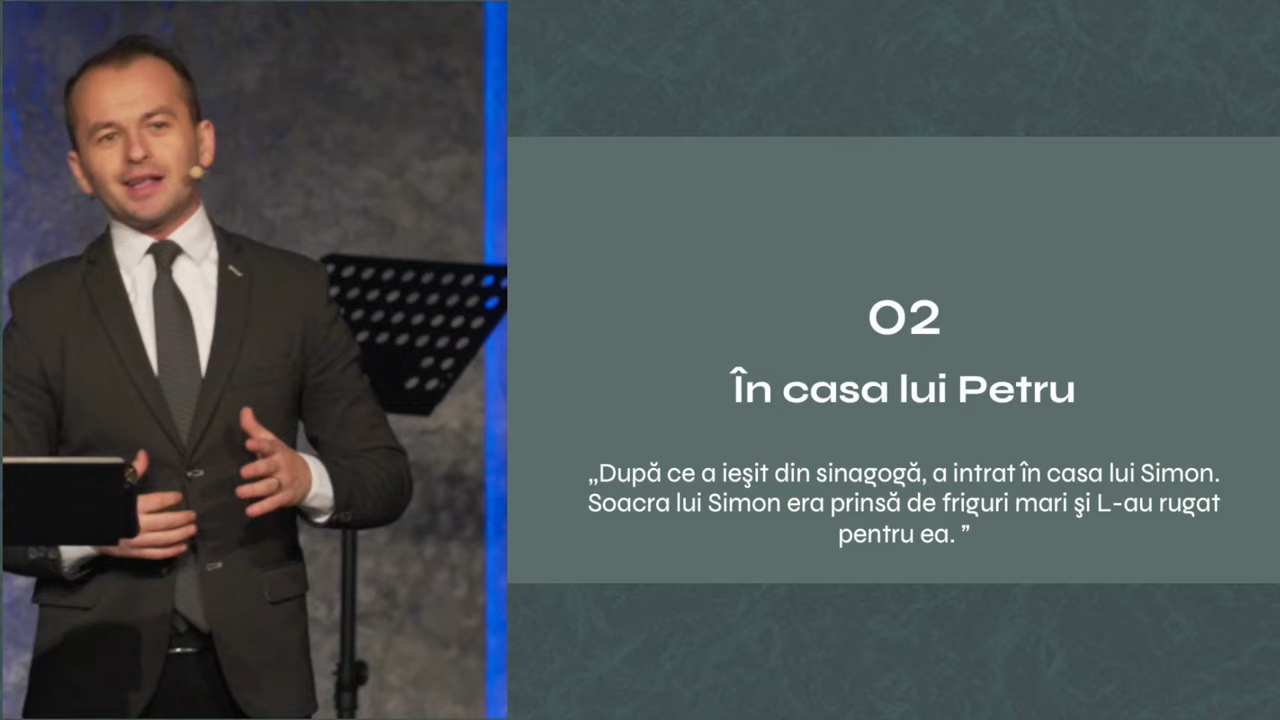 02
În casa lui Petru
„După ce a ieşit din sinagogă, a intrat în casa lui Simon.
Soacra lui Simon era prinsă de friguri mari şi L-au rugat
pentru ea. ”